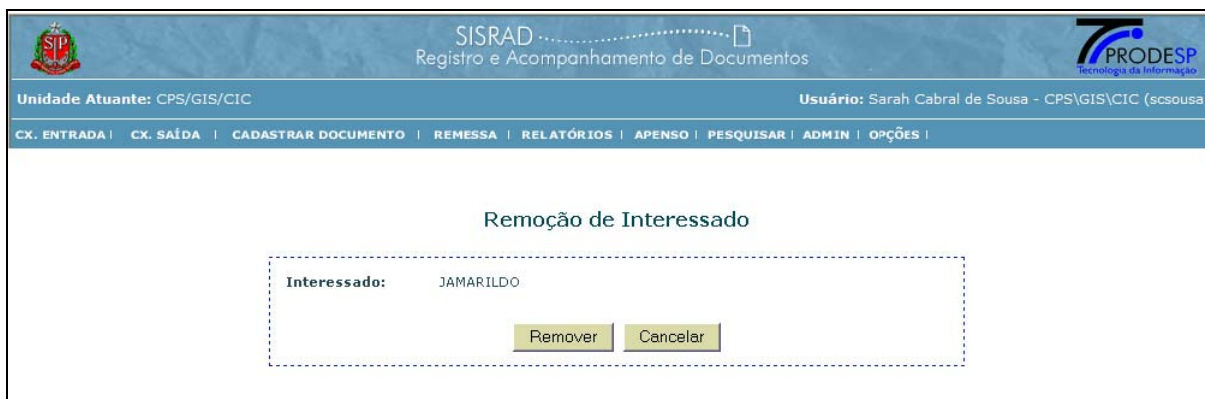 SISRAD
Registro e Acompanhamento de Documentos
SP
PRODESP
Tecnologia da Informação
Unidade Atuante: CPS/GIS/CIC
Usuário: Sarah Cabral de Sousa - CPS\GIS\CIC (scsousa
CX. ENTRADA | CX. SAÍDA | CADASTRAR DOCUMENTO | REMESSA | RELATÓRIOS | APENSO | PESQUISAR | ADMIN | OPÇÕES |
Remoção de Interessado
Interessado: JAMARILDO
Remover Cancelar